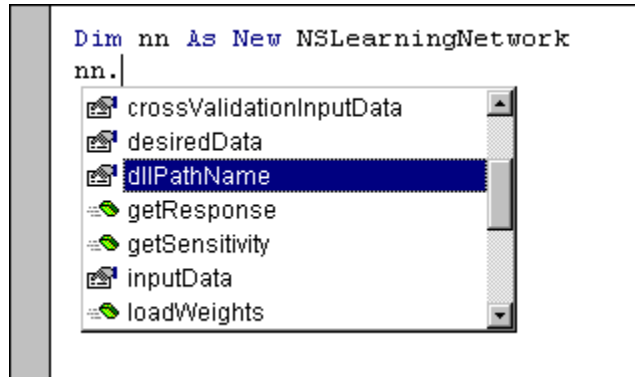 Dim nn As New NSLearningNetwork
nn.
crossValidationInputData
desiredData
dllPathName
getResponse
getSensitivity
inputData
loadWeights